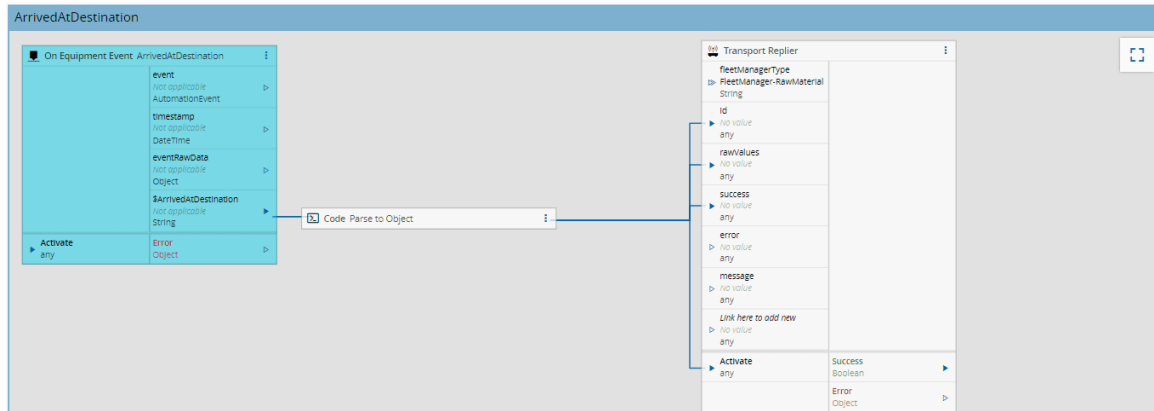 ArrivedAtDestination
On Equipment Event ArrivedAtDestination
event
Not applicable
AutomationEvent
timestamp
Not applicable
DateTime
eventRawData
Not applicable
Object
$ArrivedAtDestination
Not applicable
String
Activate
any
Error
Object
Code Parse to Object
Transport Replier
fleetManagerType
FleetManager-RawMaterial
String
id
No value
any
rawValues
No value
any
success
No value
any
error
No value
any
message
No value
any
Link here to add new
No value
any
Activate
any
Success
Boolean
Error
Object